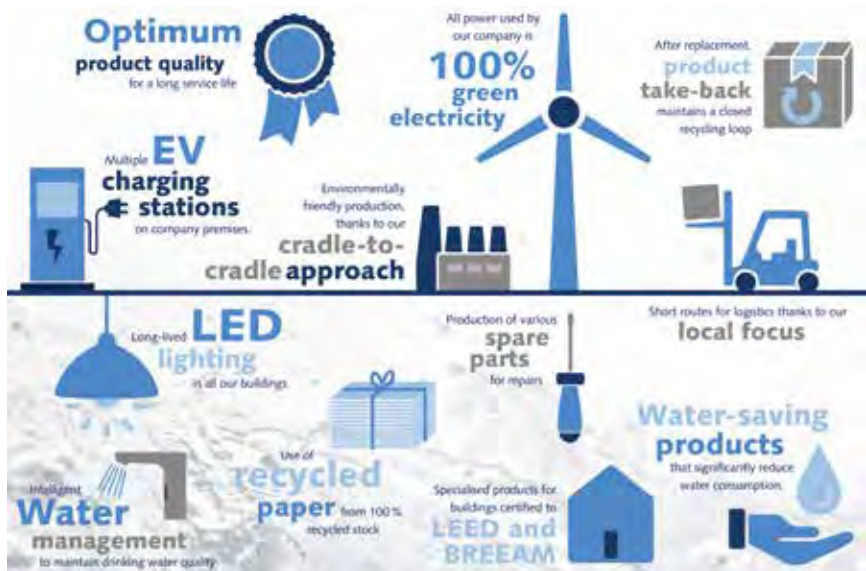 Optimum
product quality
for a long service life
All power used by
our company is
100%
green
electricity
After replacement,
product
take-back
maintains a closed
recycling loop
Multiple EV
charging
stations
on company premises.
Environmentally
friendly production,
thanks to our
cradle-to-
cradle approach
Long-lived LED
lighting
in all our buildings
Production of various
spare
parts
for repairs
Short routes for logistics thanks to our
local focus
Use of
recycled
paper from 100 %
recycled stock
Water-saving
products
that significantly reduce
water consumption.
Intelligent
Water
management
to maintain drinking water quality
Specialised products for
buildings certified to
LEED and
BREEAM